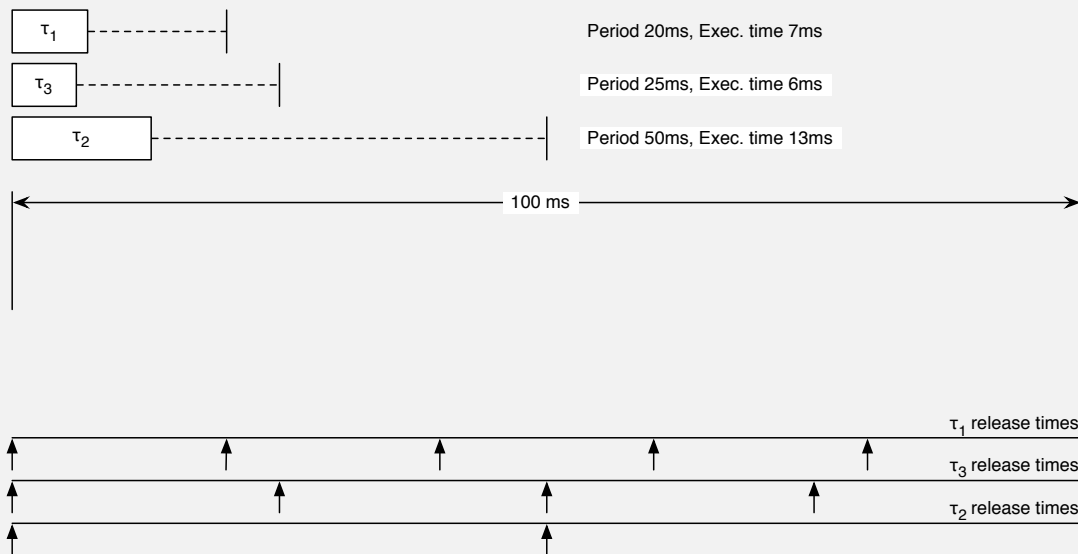 τ₁ Period 20ms, Exec. time 7ms
τ₃ Period 25ms, Exec. time 6ms
τ₂ Period 50ms, Exec. time 13ms
100 ms
τ₁ release times
τ₃ release times
τ₂ release times